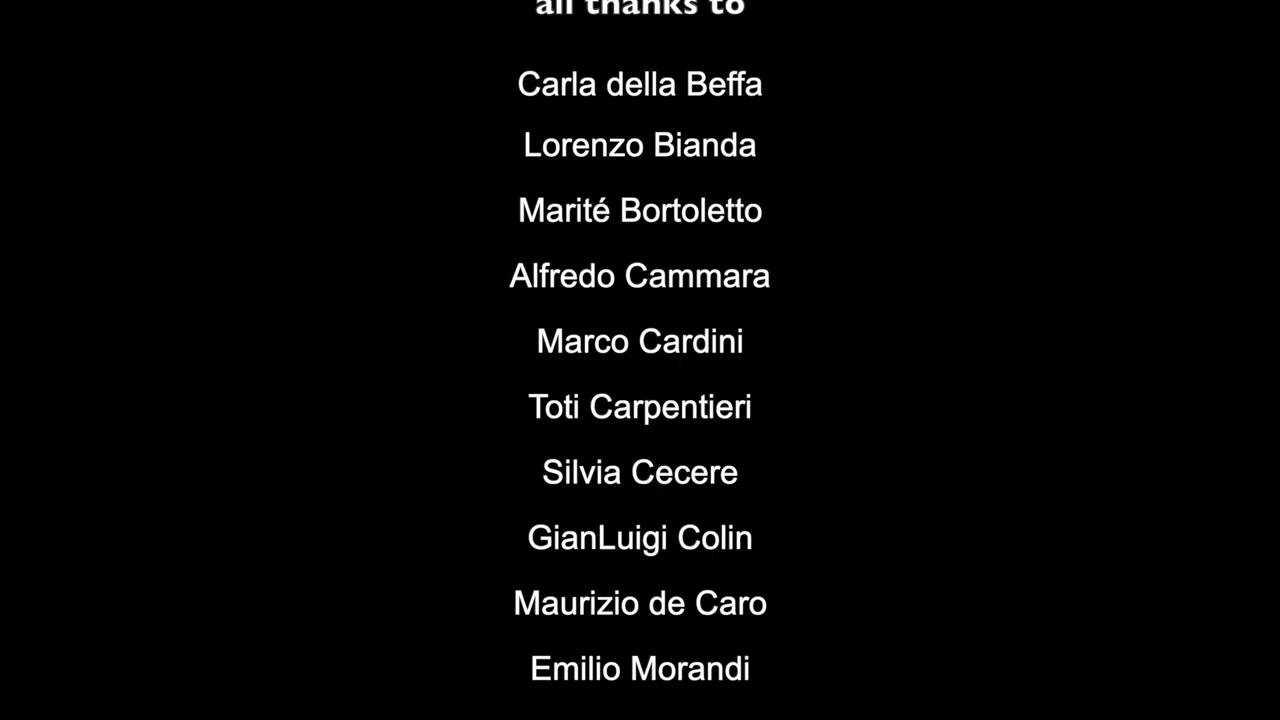 all thanks to
Carla della Beffa
Lorenzo Bianda
Marité Bortoletto
Alfredo Cammara
Marco Cardini
Toti Carpentieri
Silvia Cecere
GianLuigi Colin
Maurizio de Caro
Emilio Morandi